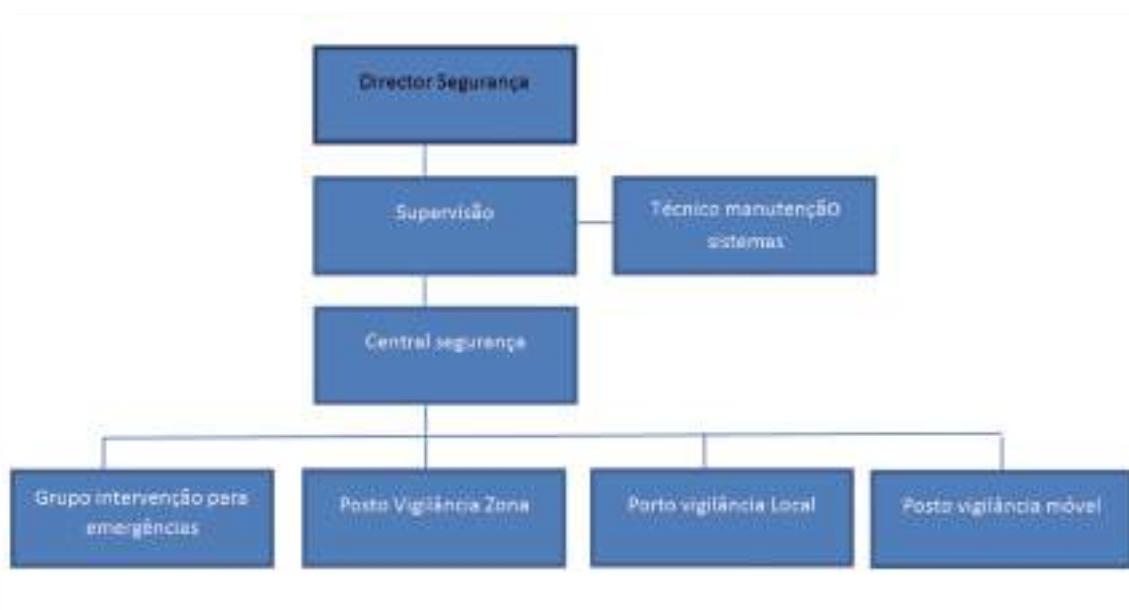 Director Segurança
Supervisão
Técnico manutenção
sistemas
Central segurança
Grupo intervenção para
emergências
Posto Vigilância Zona
Porto vigilância Local
Posto vigilância móvel